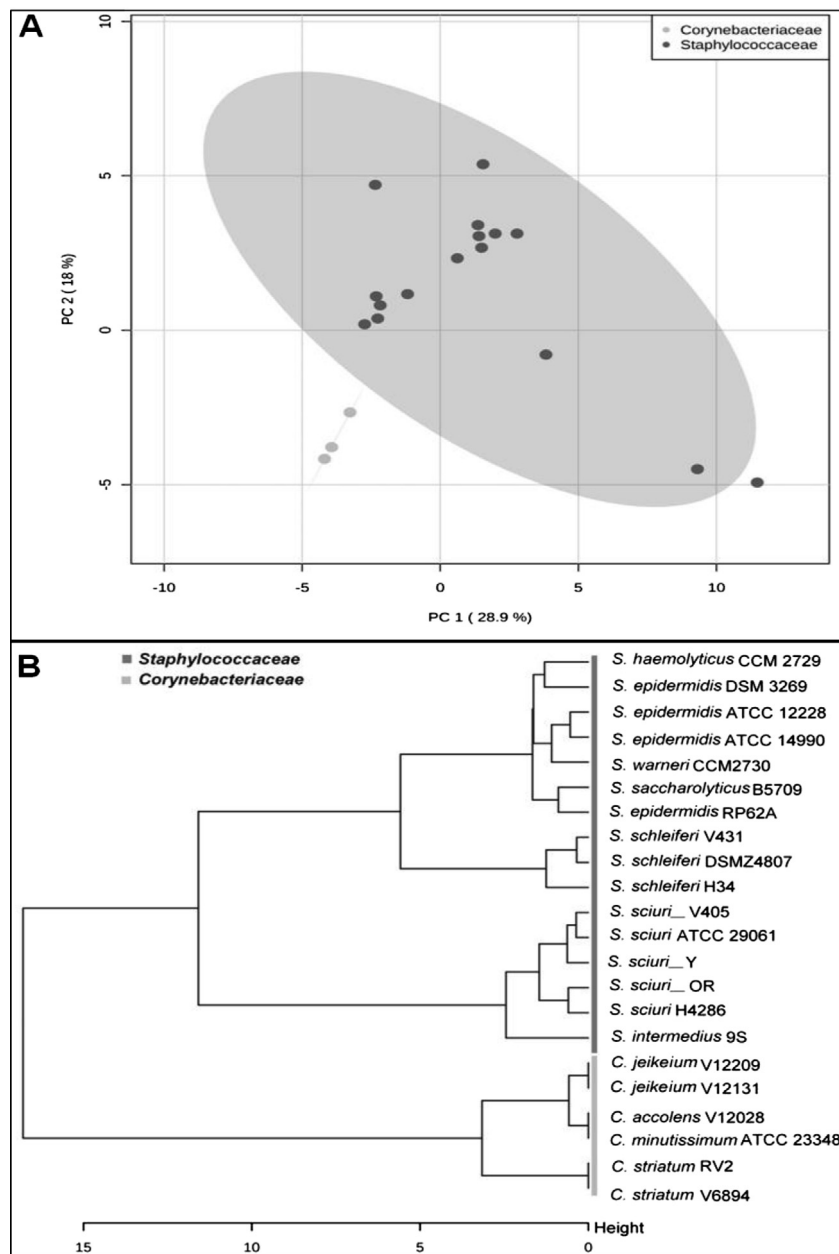 A
Corynebacteriaceae
Staphylococcaceae
10
5
0
-5
PC 2 ( 18 %)
-10
-5
0
5
10
PC 1 ( 28.9 %)
B
Staphylococcaceae
Corynebacteriaceae
S. haemolyticus CCM 2729
S. epidermidis DSM 3269
S. epidermidis ATCC 12228
S. epidermidis ATCC 14990
S. warneri CCM2730
S. saccharolyticus B5709
S. epidermidis RP62A
S. schleiferi V431
S. schleiferi DSMZ4807
S. schleiferi H34
S. sciuri_ V405
S. sciuri ATCC 29061
S. sciuri_ Y
S. sciuri_ OR
S. sciuri H4286
S. intermedius 9S
C. jeikeium V12209
C. jeikeium V12131
C. accolens V12028
C. minutissimum ATCC 23348
C. striatum RV2
C. striatum V6894
15
10
5
0
Height